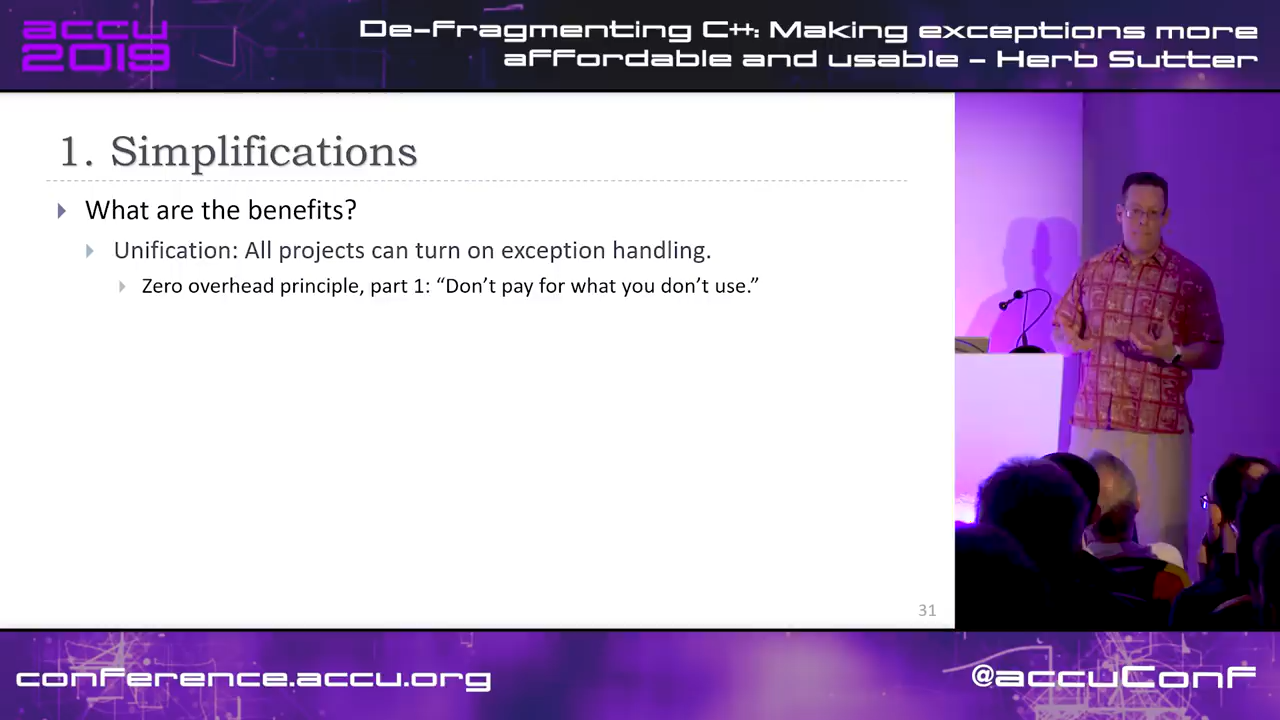 accu
2019
De-Fragmenting C++: Making exceptions more
affordable and usable - Herb Sutter
1. Simplifications
What are the benefits?
Unification: All projects can turn on exception handling.
Zero overhead principle, part 1: “Don’t pay for what you don’t use.”
31
conference.accu.org
@accuConf